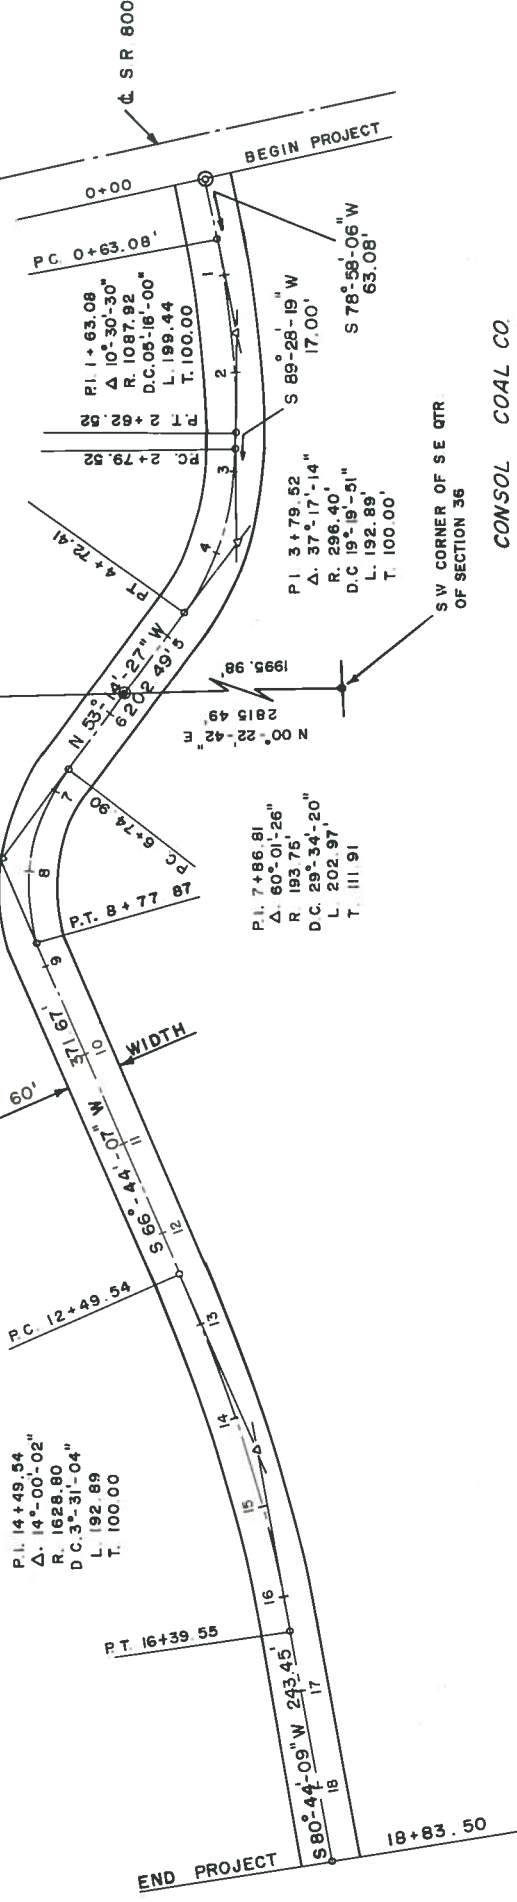 ℄ S.R. 800
BEGIN PROJECT
0+00
P.C. 0+63.08'
S 78°-58'-06" W
63.08'
P.I. 1+63.08
Δ 10°-30'-30"
R. 1087.92
D.C. 05°-16'-00"
L. 199.44
T. 100.00
1
2
P.T. 2+62.52
P.C. 2+79.52
S 89-28-19" W
17.00'
3
4
P.I. 3+79.52
Δ. 37°-17'-14"
R. 296.40'
D.C 19°-19'-51"
L. 192.89'
T. 100.00'
PT 4+72.41
5
N 53°-14'-27" W
6 202.49'
1995.98'
2815.49'
N 00°-22'-42" E
SW CORNER OF SE QTR.
OF SECTION 36
CONSOL COAL CO.
P.C. 6+74.90
7
8
P.I. 7+86.81
Δ. 60°-01'-26"
R. 193.75'
D.C. 29°-34'-20"
L. 202.97'
T. 111.91
P.T. 8+77 87
9
371.67'
10
60'
WIDTH
S 66°-44'-07" W
11
12
P.C. 12+49.54
13
14
P.I. 14+49.54
Δ. 14°-00'-02"
R. 1628.80
D C. 3°-31'-04"
L. 192.89
T. 100.00
15
16
P.T. 16+39.55
S 80°-44'-09" W 243.45'
17
18
END PROJECT
18+83.50